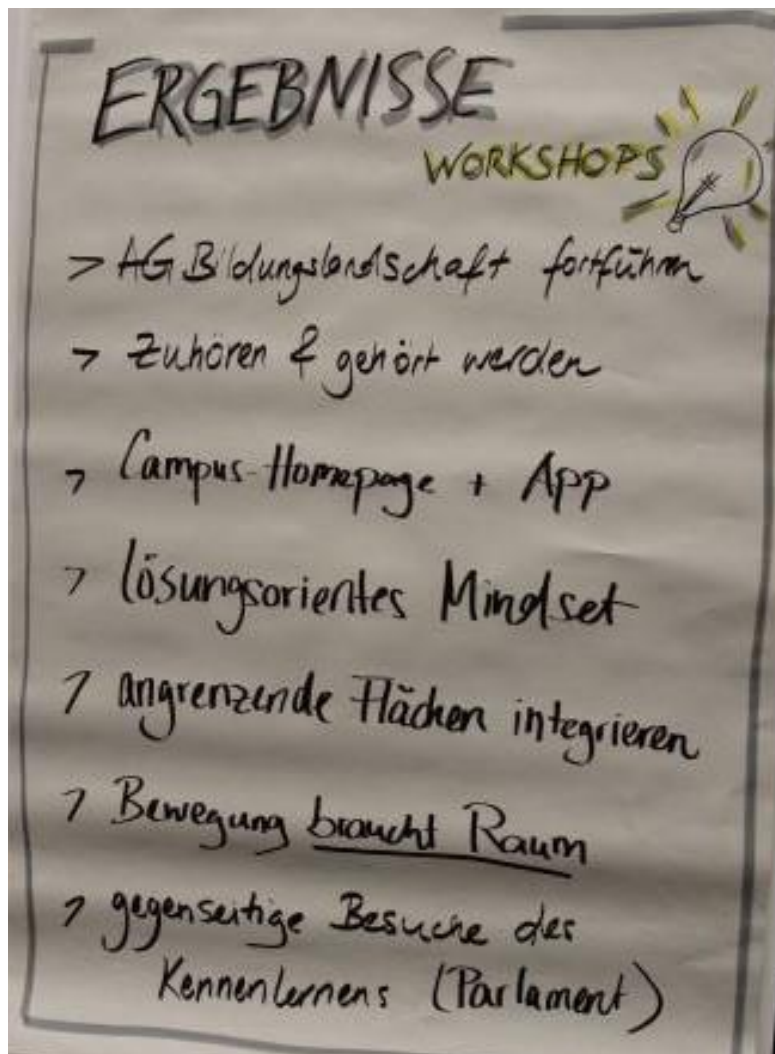 ERGEBNISSE
WORKSHOPS
> AG Bildungslandschaft fortführen
> Zuhören & gehört werden
> Campus-Homepage + App
> lösungsorientes Mindset
> angrenzende Flächen integrieren
> Bewegung braucht Raum
> gegenseitige Besuche des
Kennenlernens (Parlament)